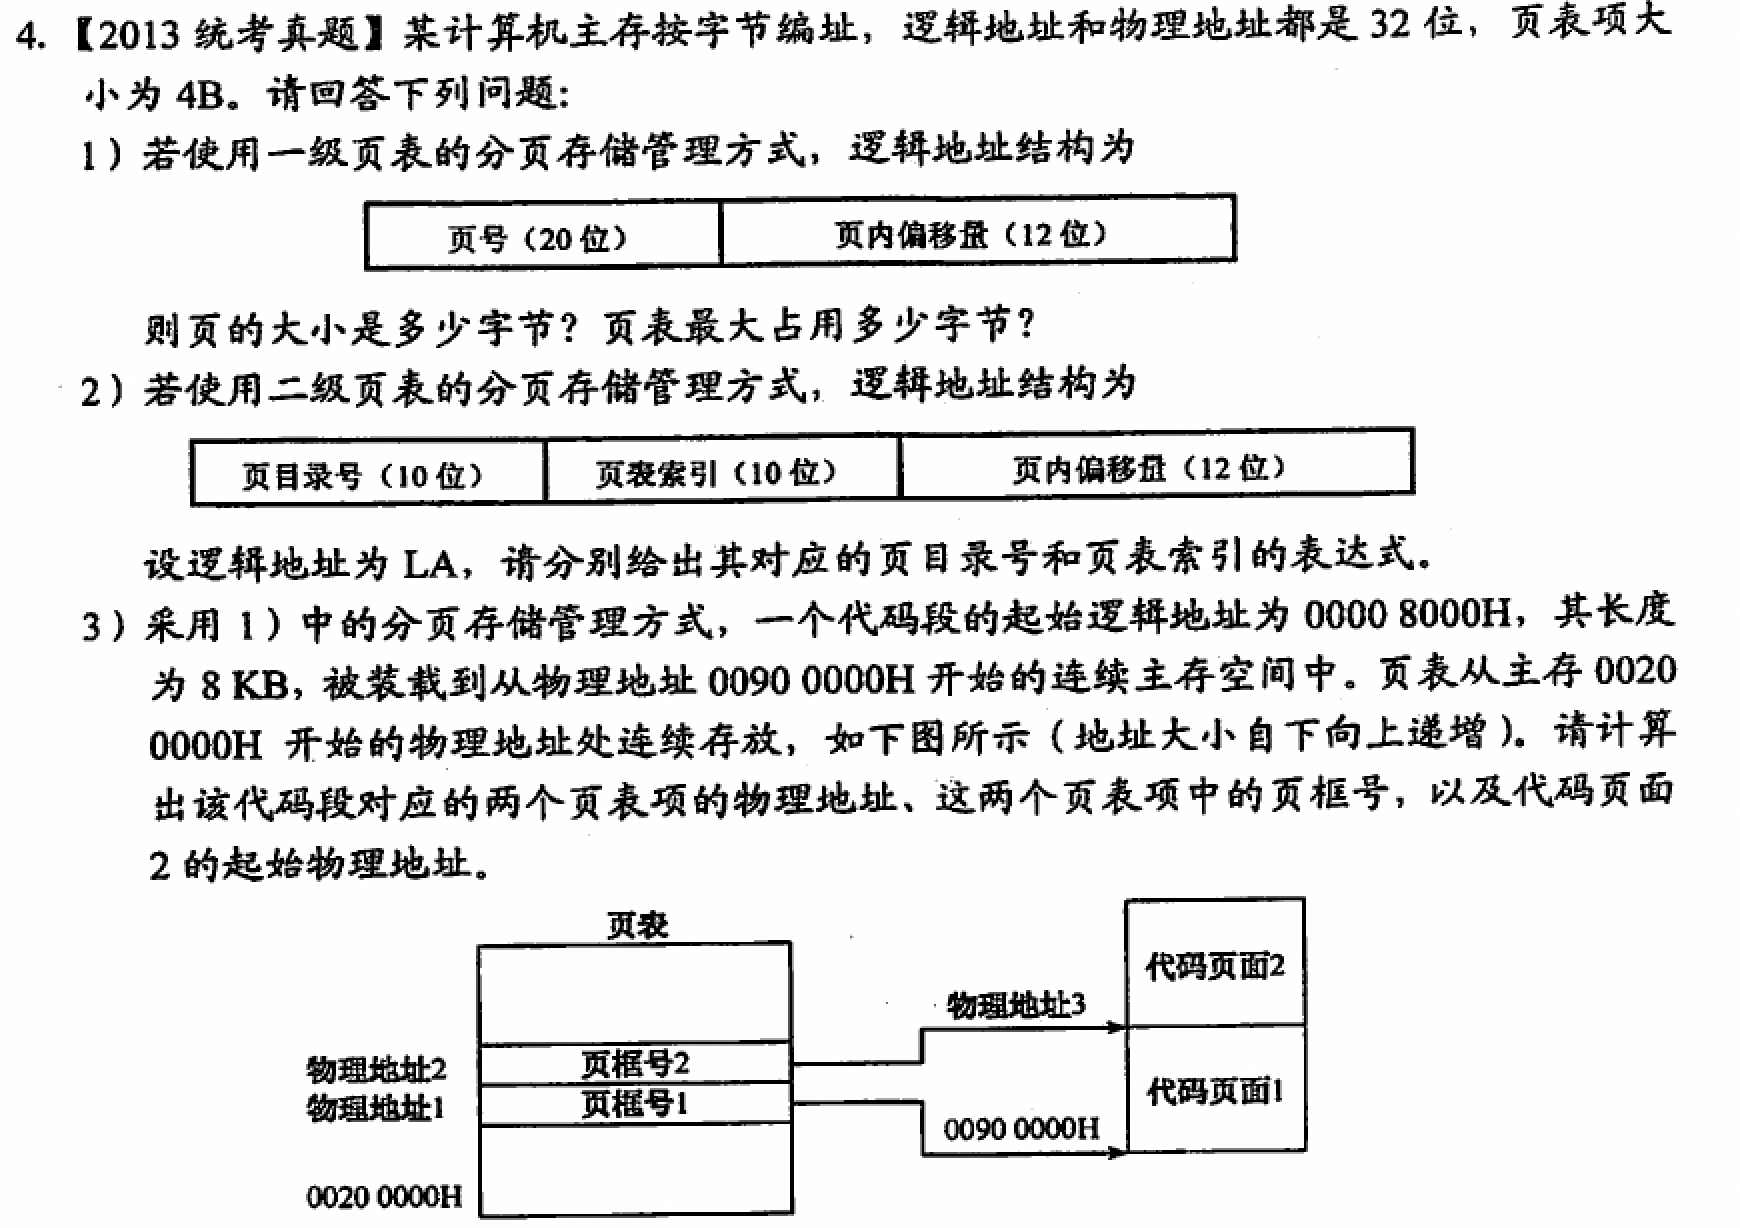 4. 【2013 统考真题】某计算机主存按字节编址，逻辑地址和物理地址都是 32 位，页表项大
小为 4B。请回答下列问题：
1）若使用一级页表的分页存储管理方式，逻辑地址结构为
页号（20 位） 页内偏移量（12 位）
则页的大小是多少字节？页表最大占用多少字节？
2）若使用二级页表的分页存储管理方式，逻辑地址结构为
页目录号（10 位） 页表索引（10 位） 页内偏移量（12 位）
设逻辑地址为 LA，请分别给出其对应的页目录号和页表索引的表达式。
3）采用 1）中的分页存储管理方式，一个代码段的起始逻辑地址为 0000 8000H，其长度
为 8 KB，被装载到从物理地址 0090 0000H 开始的连续主存空间中。页表从主存 0020
0000H 开始的物理地址处连续存放，如下图所示（地址大小自下向上递增）。请计算
出该代码段对应的两个页表项的物理地址、这两个页表项中的页框号，以及代码页面
2 的起始物理地址。
页表
代码页面2
物理地址3
物理地址2 页框号2
物理地址1 页框号1
代码页面1
0090 0000H
0020 0000H